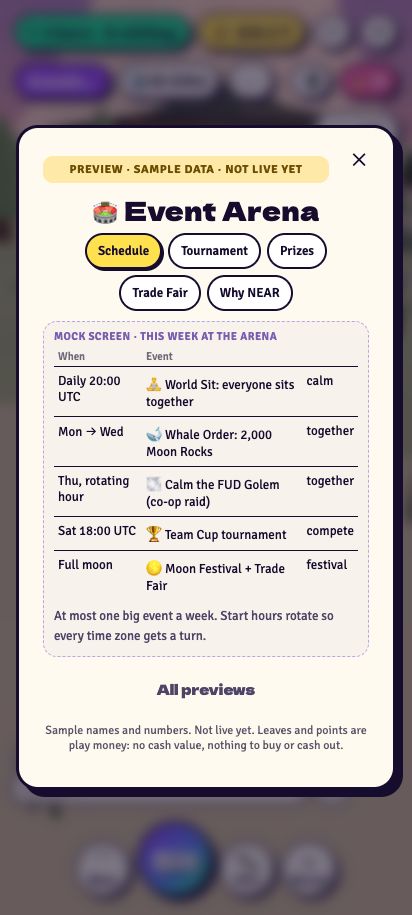 PREVIEW · SAMPLE DATA · NOT LIVE YET
Event Arena
Schedule
Tournament
Prizes
Trade Fair
Why NEAR
MOCK SCREEN · THIS WEEK AT THE ARENA
When Event
Daily 20:00 UTC World Sit: everyone sits together calm
Mon → Wed Whale Order: 2,000 Moon Rocks together
Thu, rotating hour Calm the FUD Golem (co-op raid) together
Sat 18:00 UTC Team Cup tournament compete
Full moon Moon Festival + Trade Fair festival
At most one big event a week. Start hours rotate so
every time zone gets a turn.
All previews
Sample names and numbers. Not live yet. Leaves and points are
play money: no cash value, nothing to buy or cash out.